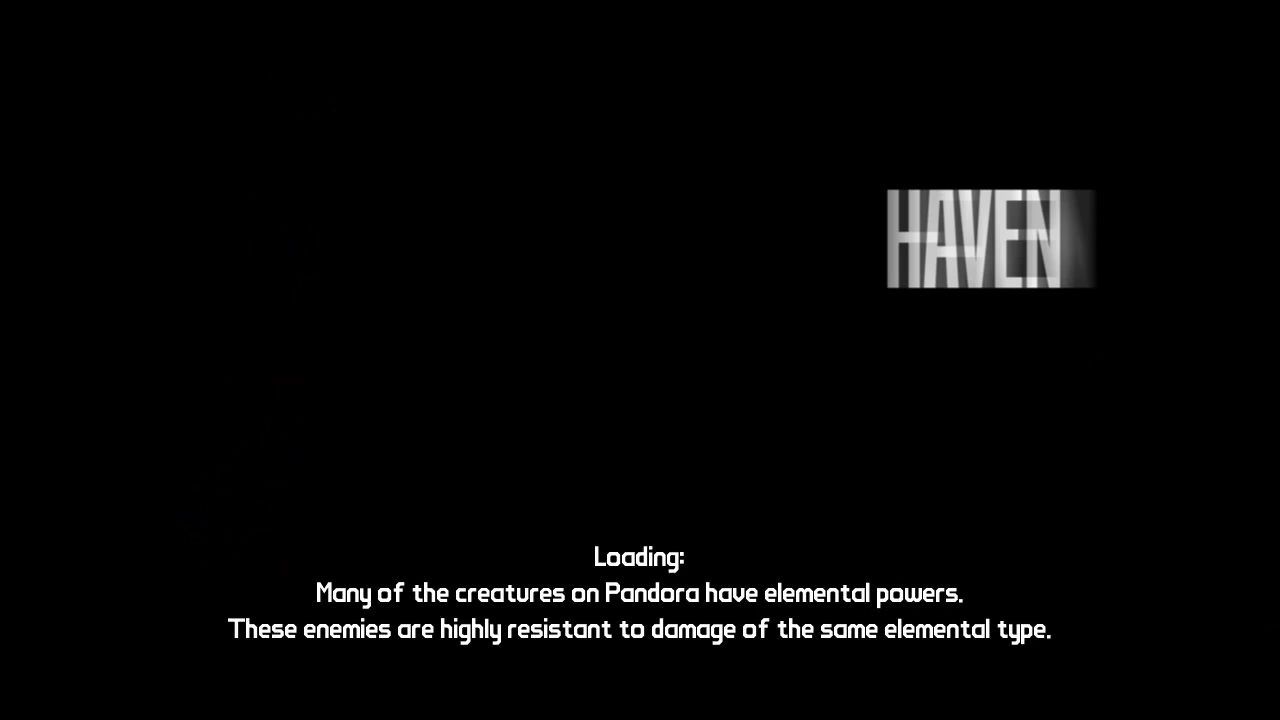 HAVEN
Loading:
Many of the creatures on Pandora have elemental powers.
These enemies are highly resistant to damage of the same elemental type.